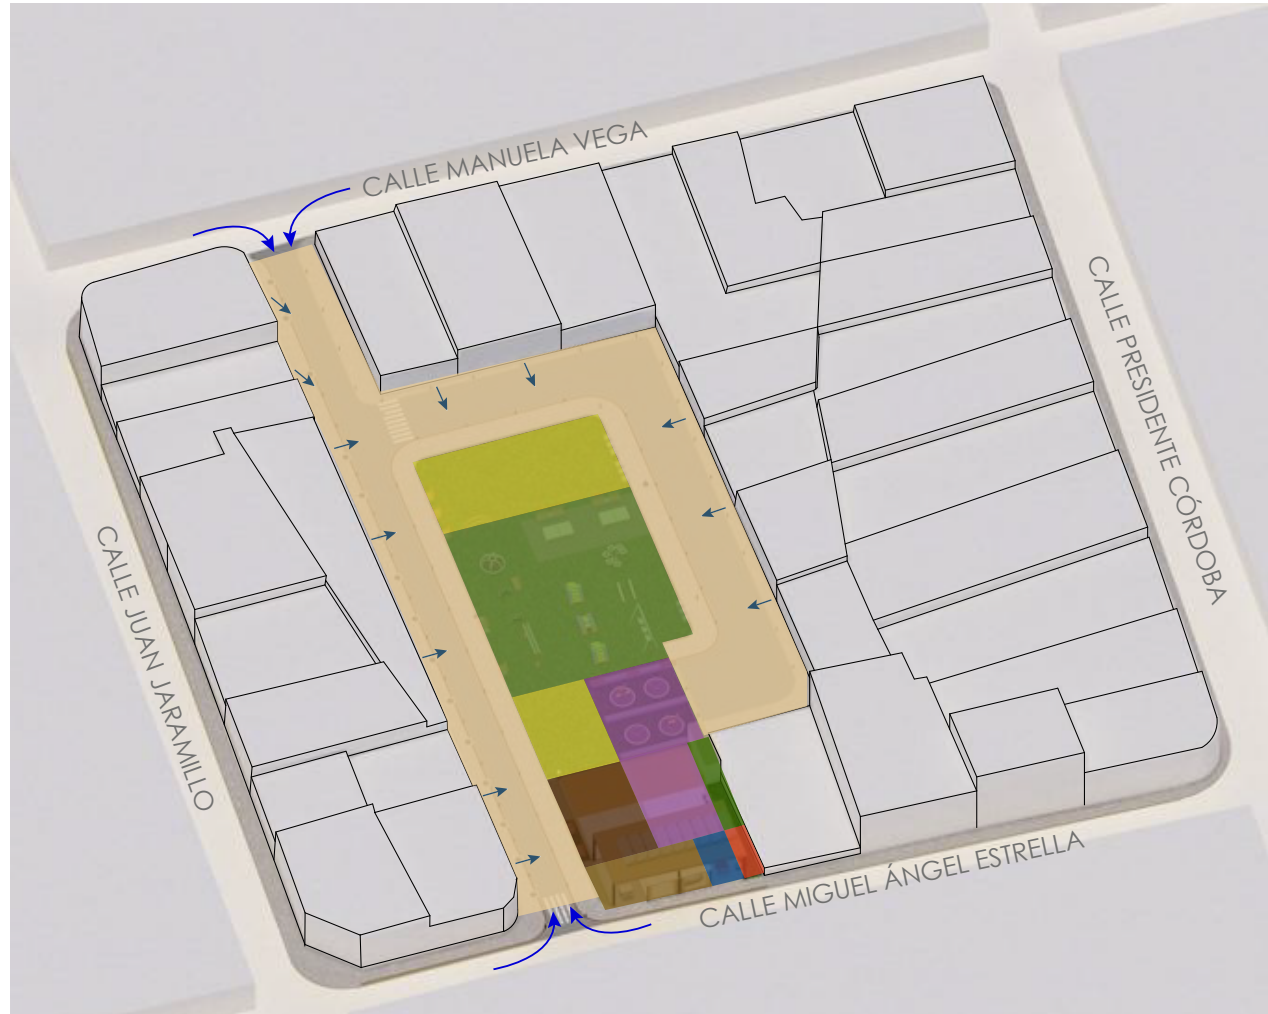 CALLE MANUELA VEGA
CALLE PRESIDENTE CÓRDOBA
CALLE JUAN JARAMILLO
CALLE MIGUEL ÁNGEL ESTRELLA